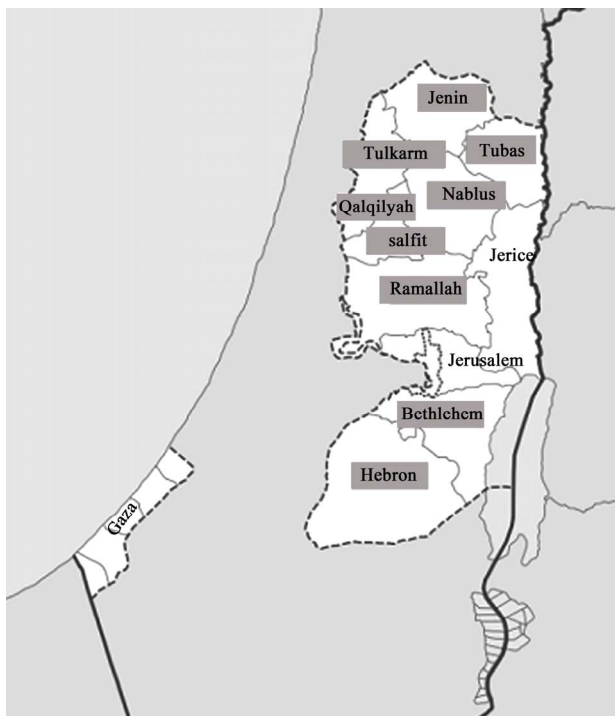 Jenin
Tulkarm
Tubas
Qalqilyah
Nablus
salfit
Jerice
Ramallah
Jerusalem
Bethlehem
Hebron
Gaza